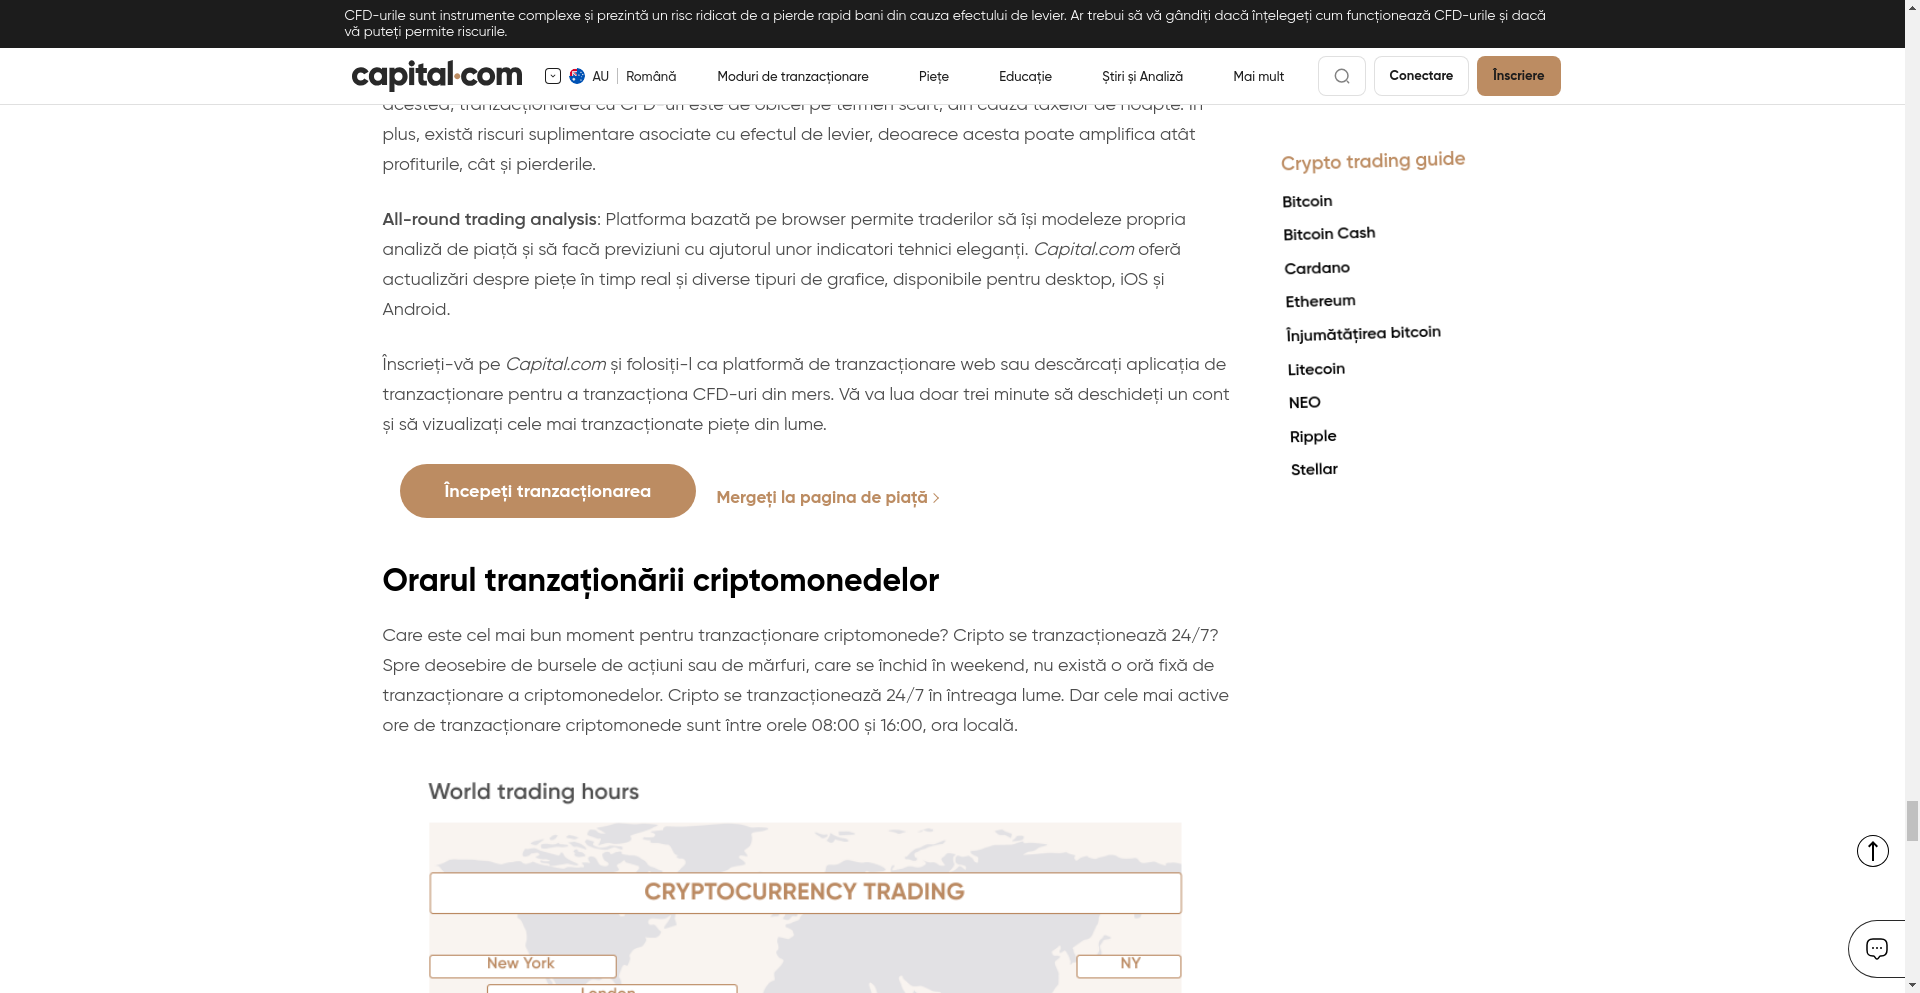 CFD-urile sunt instrumente complexe și prezintă un risc ridicat de a pierde rapid bani din cauza efectului de levier. Ar trebui să vă gândiți dacă înțelegeți cum funcționează CFD-urile și dacă
vă puteți permite riscurile.
capital.com
AU
Română
Moduri de tranzacționare
Piețe
Educație
Știri și Analiză
Mai mult
Conectare
Înscriere
acestea, tranzacționarea cu CFD-uri este de obicei pe termen scurt, din cauza taxelor de noapte. În
plus, există riscuri suplimentare asociate cu efectul de levier, deoarece acesta poate amplifica atât
profiturile, cât și pierderile.
All-round trading analysis: Platforma bazată pe browser permite traderilor să își modeleze propria
analiză de piață și să facă previziuni cu ajutorul unor indicatori tehnici eleganți. Capital.com oferă
actualizări despre piețe în timp real și diverse tipuri de grafice, disponibile pentru desktop, iOS și
Android.
Înscrieți-vă pe Capital.com și folosiți-l ca platformă de tranzacționare web sau descărcați aplicația de
tranzacționare pentru a tranzacționa CFD-uri din mers. Vă va lua doar trei minute să deschideți un cont
și să vizualizați cele mai tranzacționate piețe din lume.
Începeți tranzacționarea
Mergeți la pagina de piață
Orarul tranzaționării criptomonedelor
Care este cel mai bun moment pentru tranzacționare criptomonede? Cripto se tranzacționează 24/7?
Spre deosebire de bursele de acțiuni sau de mărfuri, care se închid în weekend, nu există o oră fixă de
tranzacționare a criptomonedelor. Cripto se tranzacționează 24/7 în întreaga lume. Dar cele mai active
ore de tranzacționare criptomonede sunt între orele 08:00 și 16:00, ora locală.
World trading hours
CRYPTOCURRENCY TRADING
New York
NY
London
Crypto trading guide
Bitcoin
Bitcoin Cash
Cardano
Ethereum
Înjumătățirea bitcoin
Litecoin
NEO
Ripple
Stellar